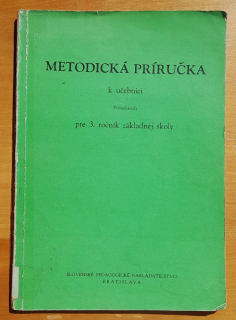 METODICKÁ PRÍRUČKA
k učebnici
Prírodoveda
pre 3. ročník základnej školy
SLOVENSKÉ PEDAGOGICKÉ NAKLADATEĽSTVO
BRATISLAVA